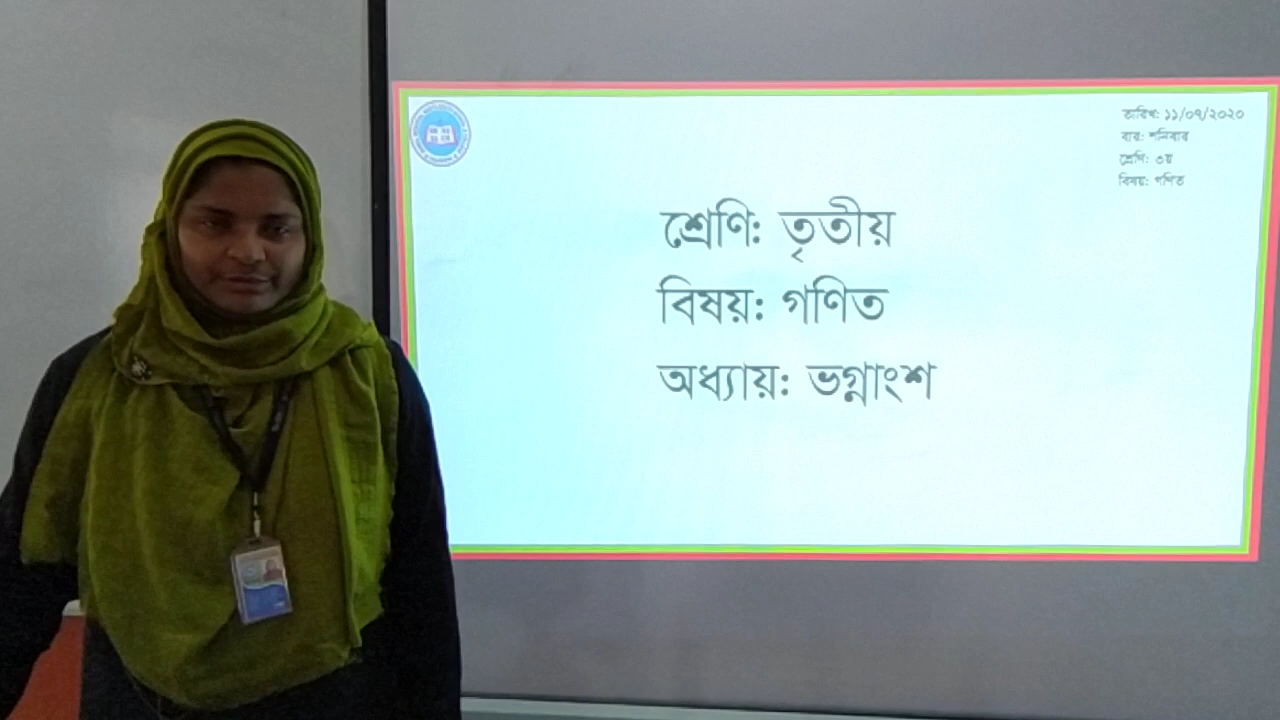 তারিখ: ১১/০৭/২০২০
বার: শনিবার
শ্রেণি: ৩য়
বিষয়: গণিত
শ্রেণি: তৃতীয়
বিষয়: গণিত
অধ্যায়: ভগ্নাংশ